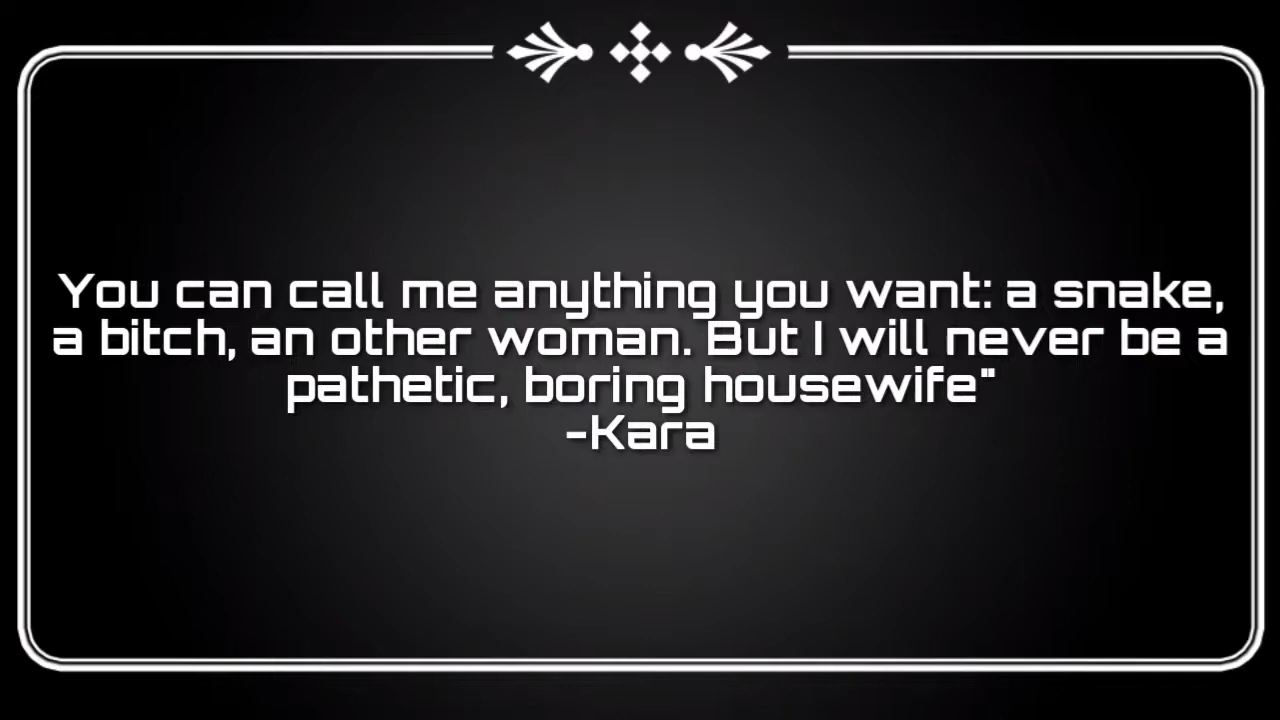 You can call me anything you want: a snake,
a bitch, an other woman. But I will never be a
pathetic, boring housewife"
-Kara